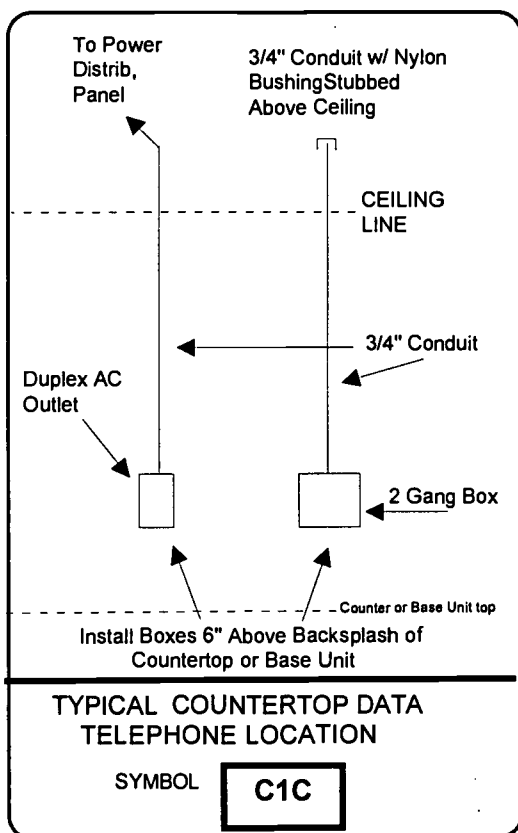 To Power
Distrib,
Panel
3/4" Conduit w/ Nylon
BushingStubbed
Above Ceiling
CEILING
LINE
3/4" Conduit
Duplex AC
Outlet
2 Gang Box
Counter or Base Unit top
Install Boxes 6" Above Backsplash of
Countertop or Base Unit
TYPICAL COUNTERTOP DATA
TELEPHONE LOCATION
SYMBOL
C1C